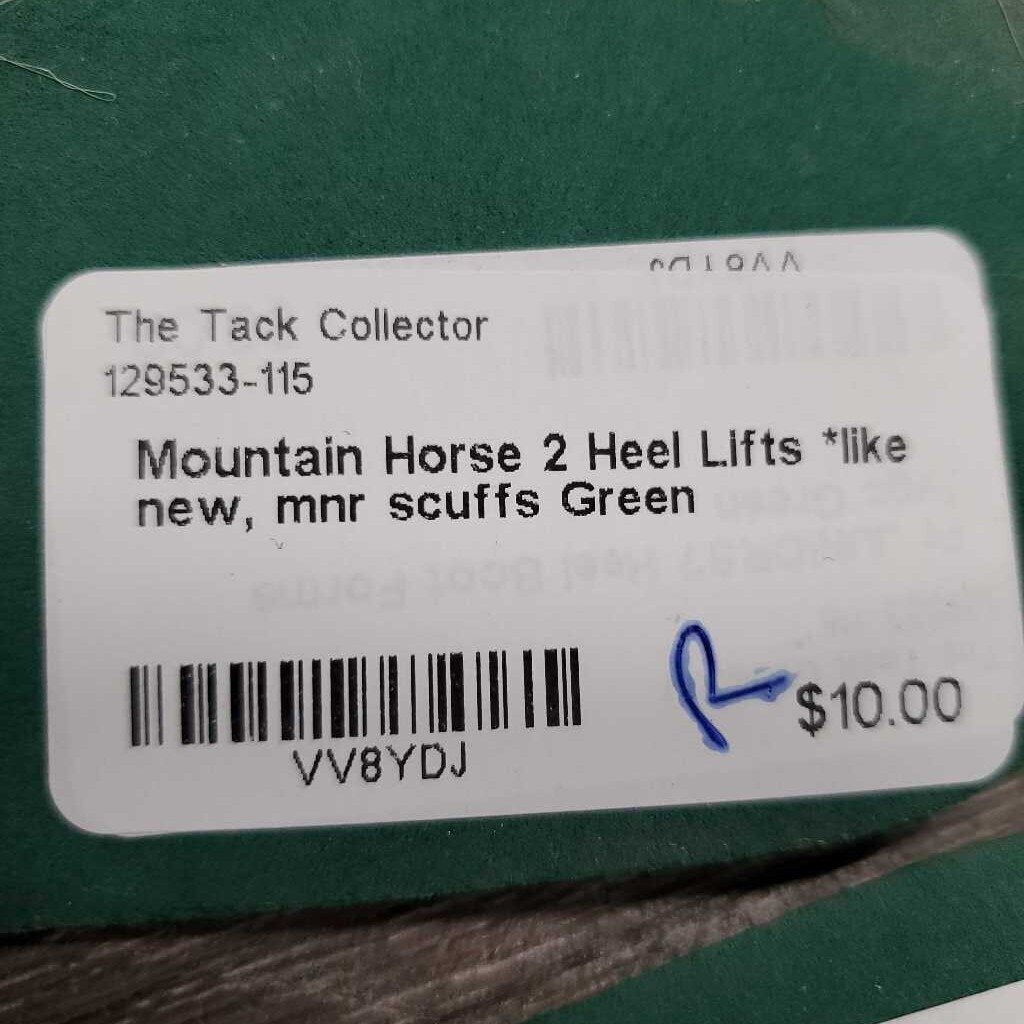 The Tack Collector
129533-115
Mountain Horse 2 Heel Lifts *like
new, mnr scuffs Green
VV8YDJ
$10.00